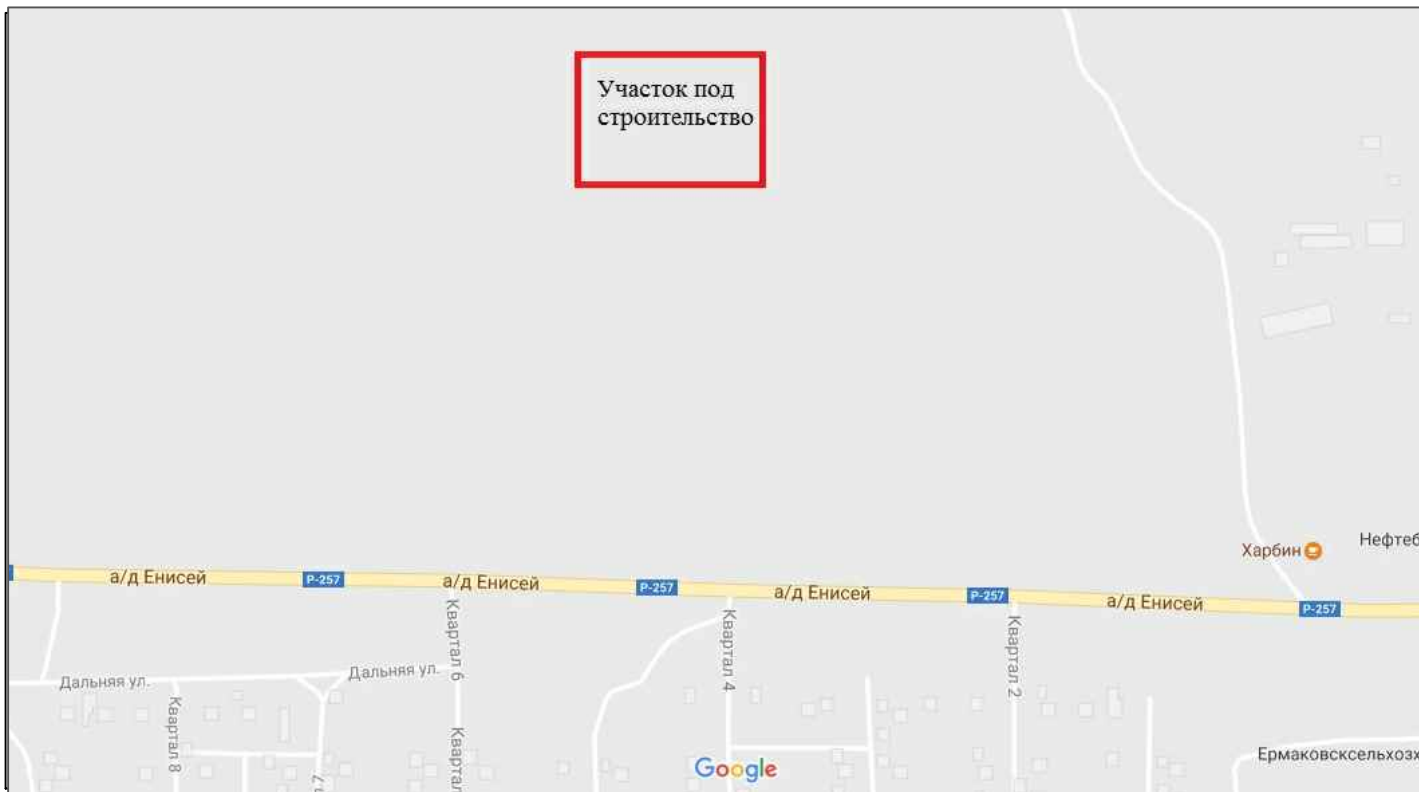 Участок под
строительство
Харбин
Нефтеб
а/д Енисей
Р-257
а/д Енисей
Р-257
а/д Енисей
Р-257
а/д Енисей
Р-257
Дальняя ул.
Дальняя ул.
Квартал 8
Квартал 6
Квартал
Квартал 4
Квартал 2
Google
Ермаковсксельхозх